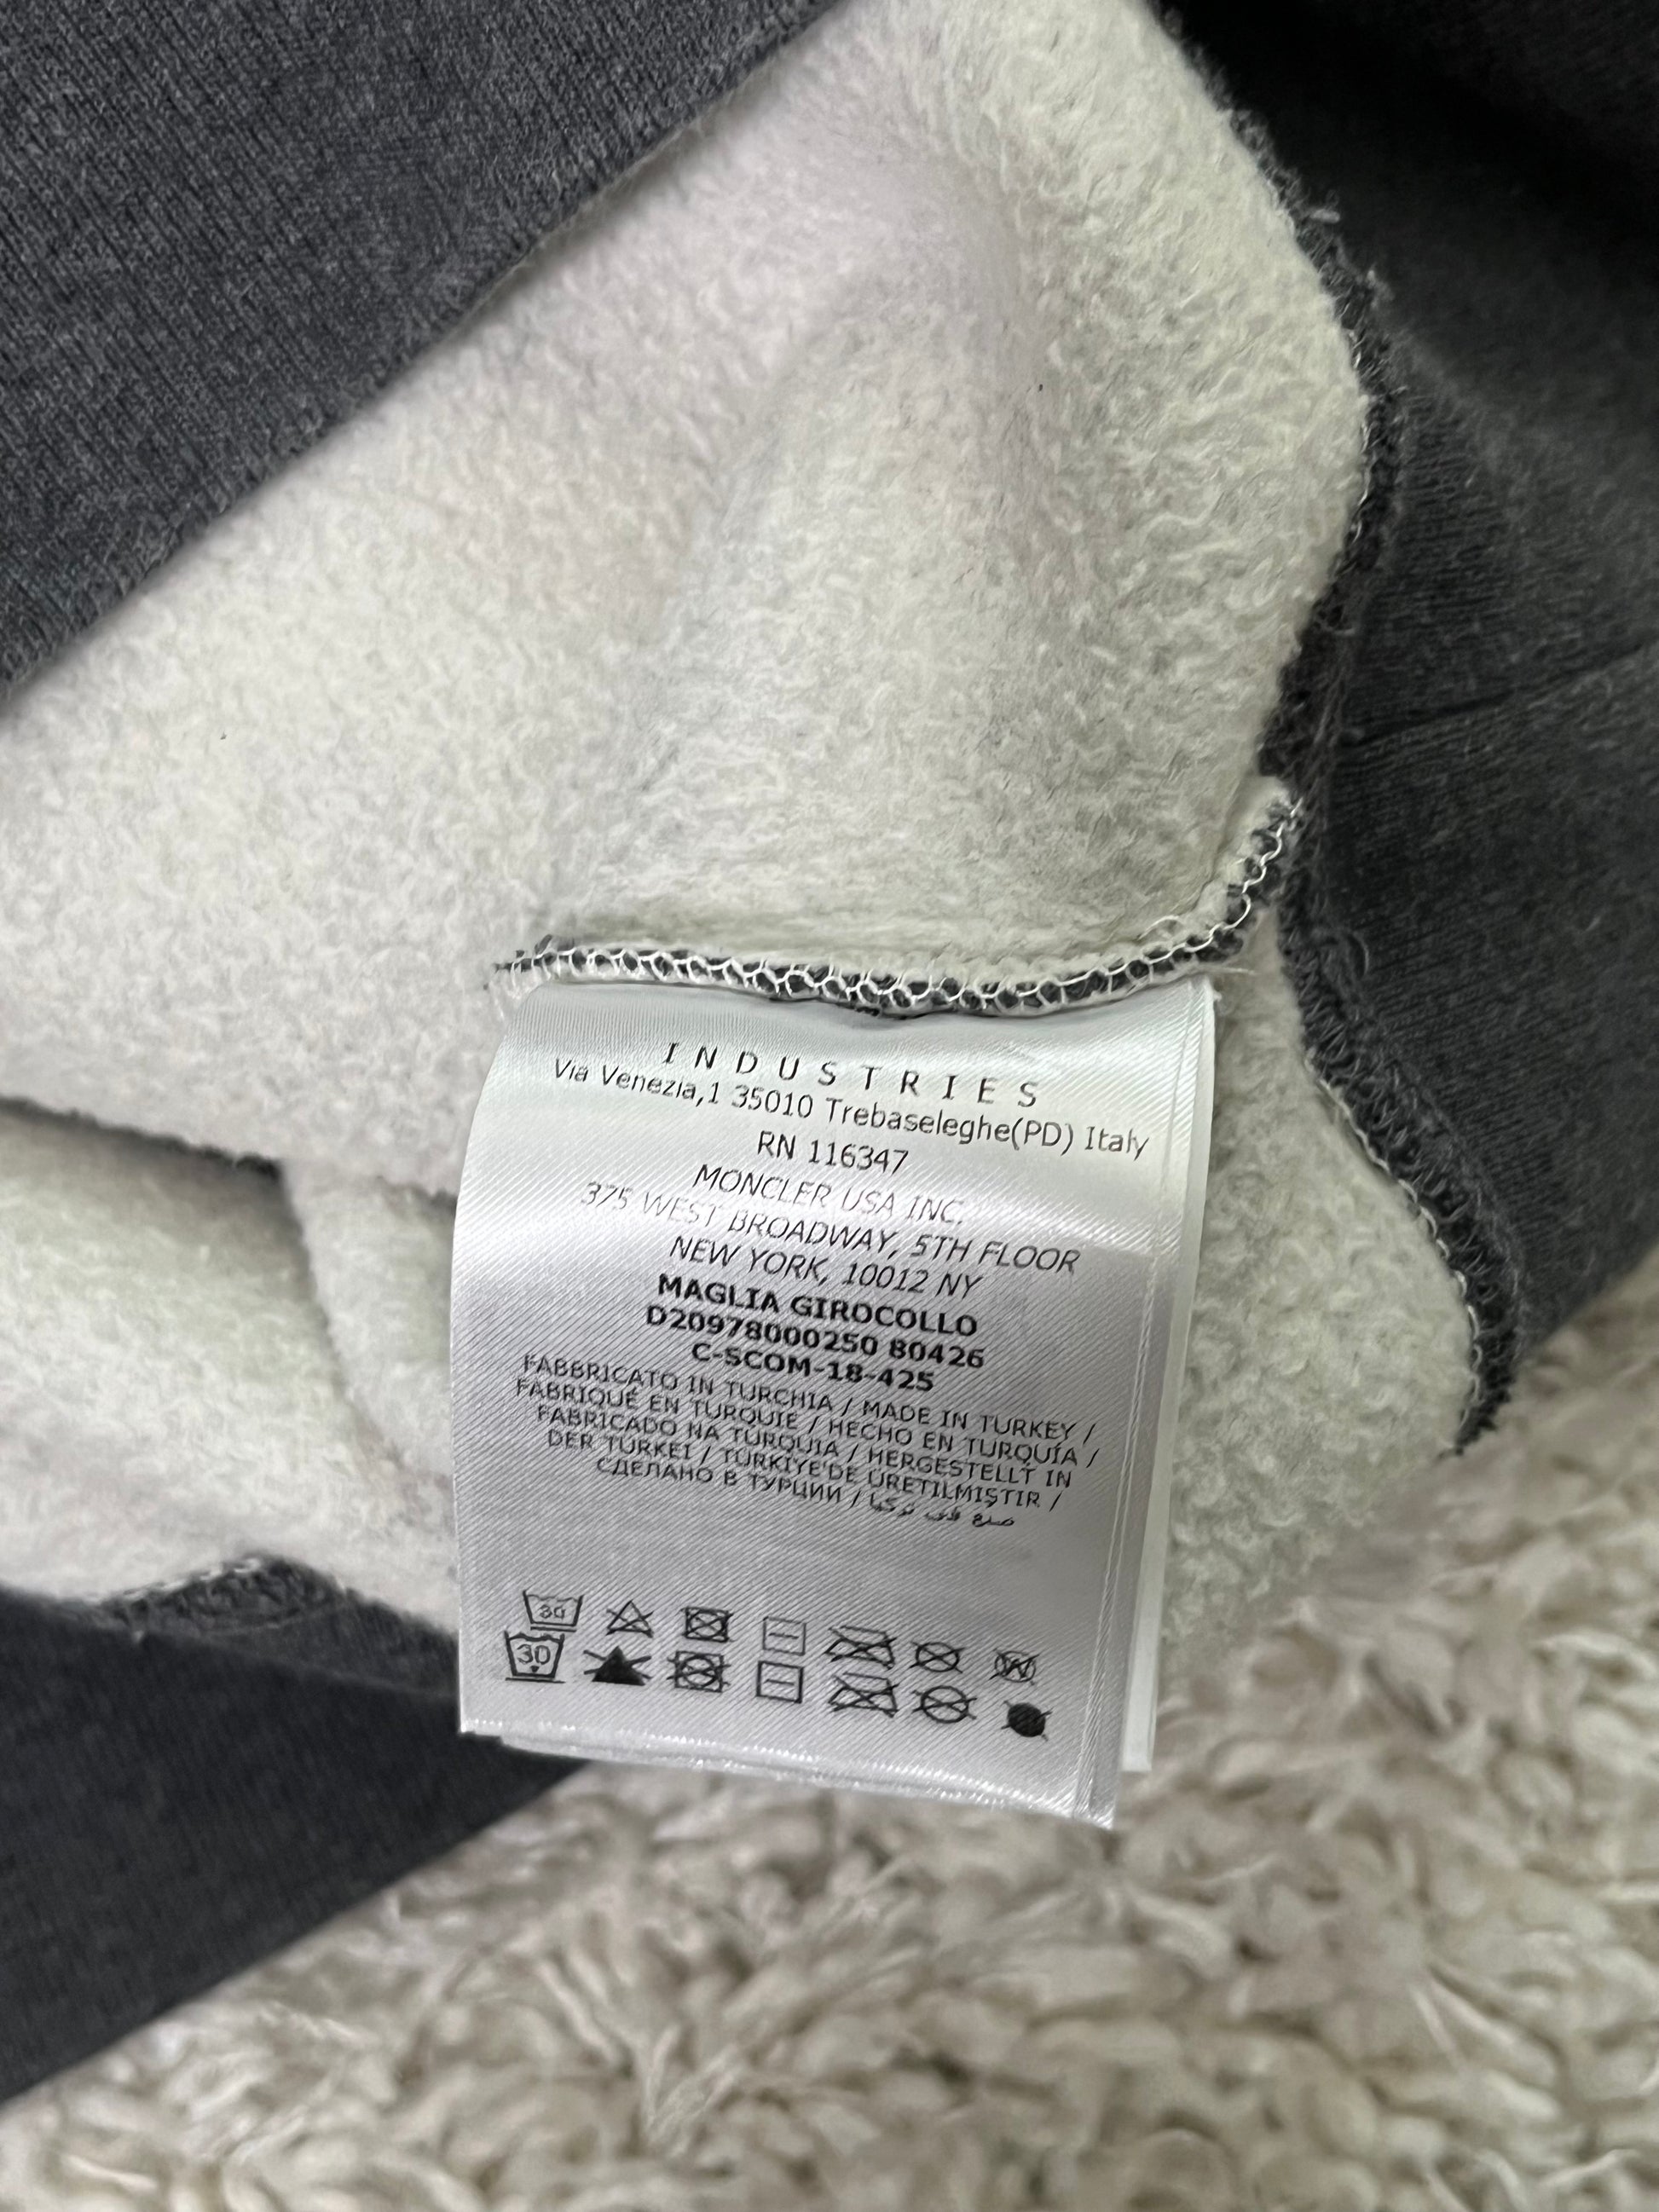 INDUSTRIES
Via Venezia,1 35010 Trebaseleghe(PD) Italy
RN 116347
MONCLER USA INC.
375 WEST BROADWAY, 5TH FLOOR
NEW YORK, 10012 NY
MAGLIA GIROCOLLO
D20978000250 80426
C-SCOM-18-425
FABBRICATO IN TURCHIA / MADE IN TURKEY /
FABRIQUÉ EN TURQUIE / HECHO EN TURQUÍA /
FABRICADO NA TURQUIA / HERGESTELLT IN
DER TÜRKEI / TÜRKİYE'DE ÜRETILMIŞTIR /
СДЕЛАНО В ТУРЦИИ / صنع في تركيا
30 W
30